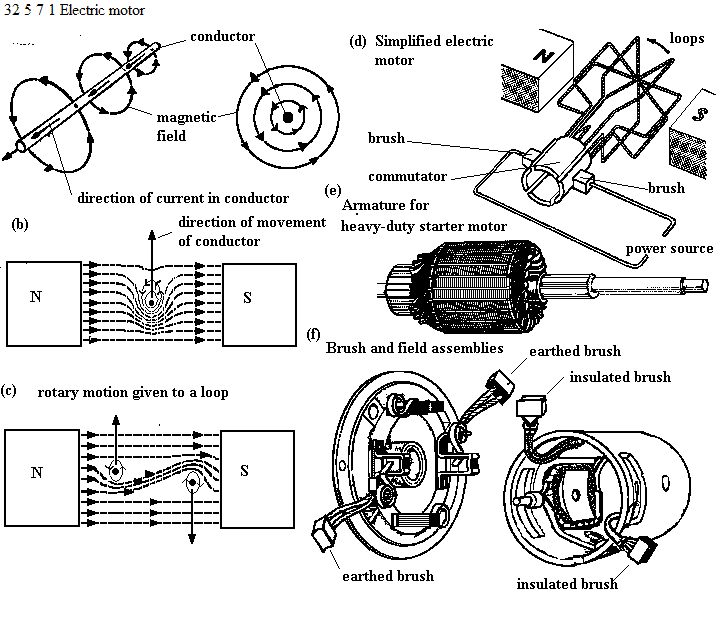 32 5 7 1 Electric motor
conductor
magnetic
field
direction of current in conductor
(b)
direction of movement
of conductor
N
S
(c) rotary motion given to a loop
N
S
(d) Simplified electric
motor
loops
N
S
brush
commutator
brush
power source
(e)
Armature for
heavy-duty starter motor
(f)
Brush and field assemblies
earthed brush
insulated brush
earthed brush
insulated brush